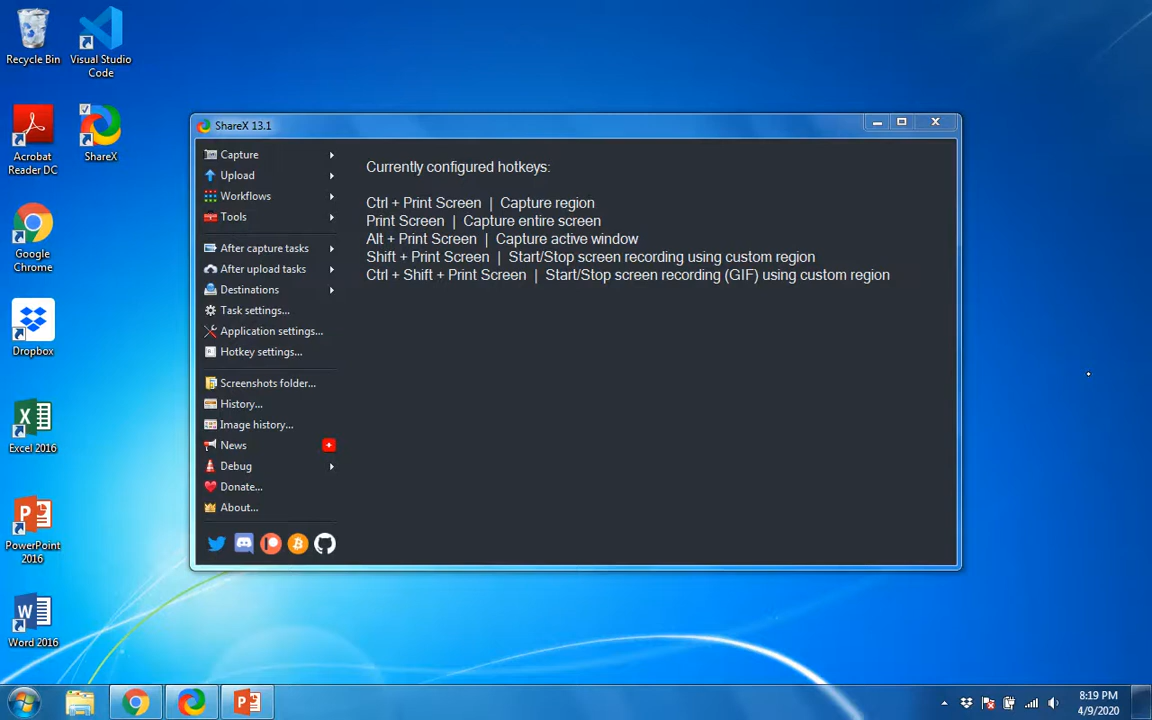 Recycle Bin
Visual Studio
Code
Acrobat
Reader DC
ShareX
Google
Chrome
Dropbox
Excel 2016
PowerPoint
2016
Word 2016
ShareX 13.1
Capture
Upload
Workflows
Tools
After capture tasks
After upload tasks
Destinations
Task settings...
Application settings...
Hotkey settings...
Screenshots folder...
History...
Image history...
News
Debug
Donate...
About...
Currently configured hotkeys:
Ctrl + Print Screen | Capture region
Print Screen | Capture entire screen
Alt + Print Screen | Capture active window
Shift + Print Screen | Start/Stop screen recording using custom region
Ctrl + Shift + Print Screen | Start/Stop screen recording (GIF) using custom region
8:19 PM
4/9/2020